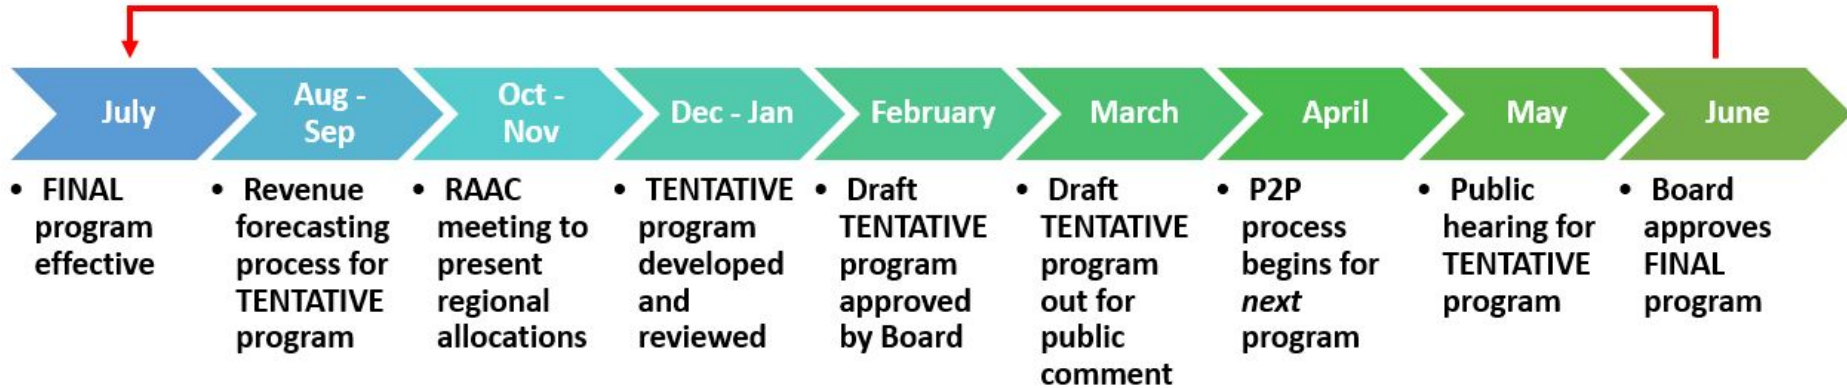 July
Aug -
Sep
Oct -
Nov
Dec - Jan
February
March
April
May
June
• FINAL
program
effective
• Revenue
forecasting
process for
TENTATIVE
program
• RAAC
meeting to
present
regional
allocations
• TENTATIVE
program
developed
and
reviewed
• Draft
TENTATIVE
program
approved
by Board
• Draft
TENTATIVE
program
out for
public
comment
• P2P
process
begins for
next
program
• Public
hearing for
TENTATIVE
program
• Board
approves
FINAL
program